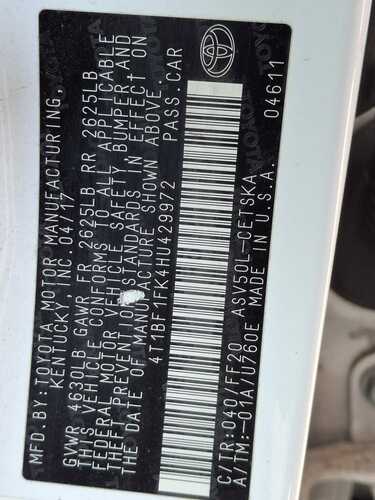 MFD.BY:TOYOTA MOTOR MANUFACTURING,
KENTUCKY, INC 04/17
GVWR 4630LB GAWR FR 2625LB RR 2625LB
THIS VEHICLE CONFORMS TO ALL APPLICABLE
FEDERAL MOTOR VEHICLE SAFETY, BUMPER AND
THEFT PREVENTION STANDARDS IN EFFECT ON
THE DATE OF MANUFACTURE SHOWN ABOVE.
4T1BF1FK4HU429972 PASS.CAR
C/TR:040 /FF20 ASV50L-CETSKA
A/TM:-01A/U760E MADE IN U.S.A.
04611